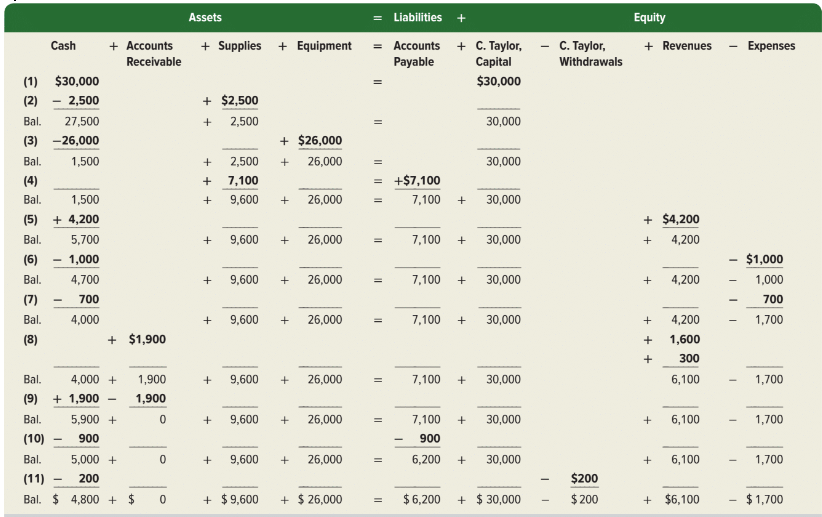 Assets = Liabilities + Equity
Cash + Accounts + Supplies + Equipment = Accounts + C. Taylor, − C. Taylor, + Revenues − Expenses
Receivable Payable Capital Withdrawals
(1) $30,000 = $30,000
(2) − 2,500 + $2,500
Bal. 27,500 + 2,500 = 30,000
(3) −26,000 + $26,000
Bal. 1,500 + 2,500 + 26,000 = 30,000
(4) + 7,100 = +$7,100
Bal. 1,500 + 9,600 + 26,000 = 7,100 + 30,000
(5) + 4,200 + $4,200
Bal. 5,700 + 9,600 + 26,000 = 7,100 + 30,000 + 4,200
(6) − 1,000 − $1,000
Bal. 4,700 + 9,600 + 26,000 = 7,100 + 30,000 + 4,200 − 1,000
(7) − 700 − 700
Bal. 4,000 + 9,600 + 26,000 = 7,100 + 30,000 + 4,200 − 1,700
(8) + $1,900 + 1,600
+ 300
Bal. 4,000 + 1,900 + 9,600 + 26,000 = 7,100 + 30,000 6,100 − 1,700
(9) + 1,900 − 1,900
Bal. 5,900 + 0 + 9,600 + 26,000 = 7,100 + 30,000 + 6,100 − 1,700
(10) − 900 − 900
Bal. 5,000 + 0 + 9,600 + 26,000 = 6,200 + 30,000 + 6,100 − 1,700
(11) − 200 − $200
Bal. $ 4,800 + $ 0 + $ 9,600 + $ 26,000 = $ 6,200 + $ 30,000 − $ 200 + $6,100 − $ 1,700